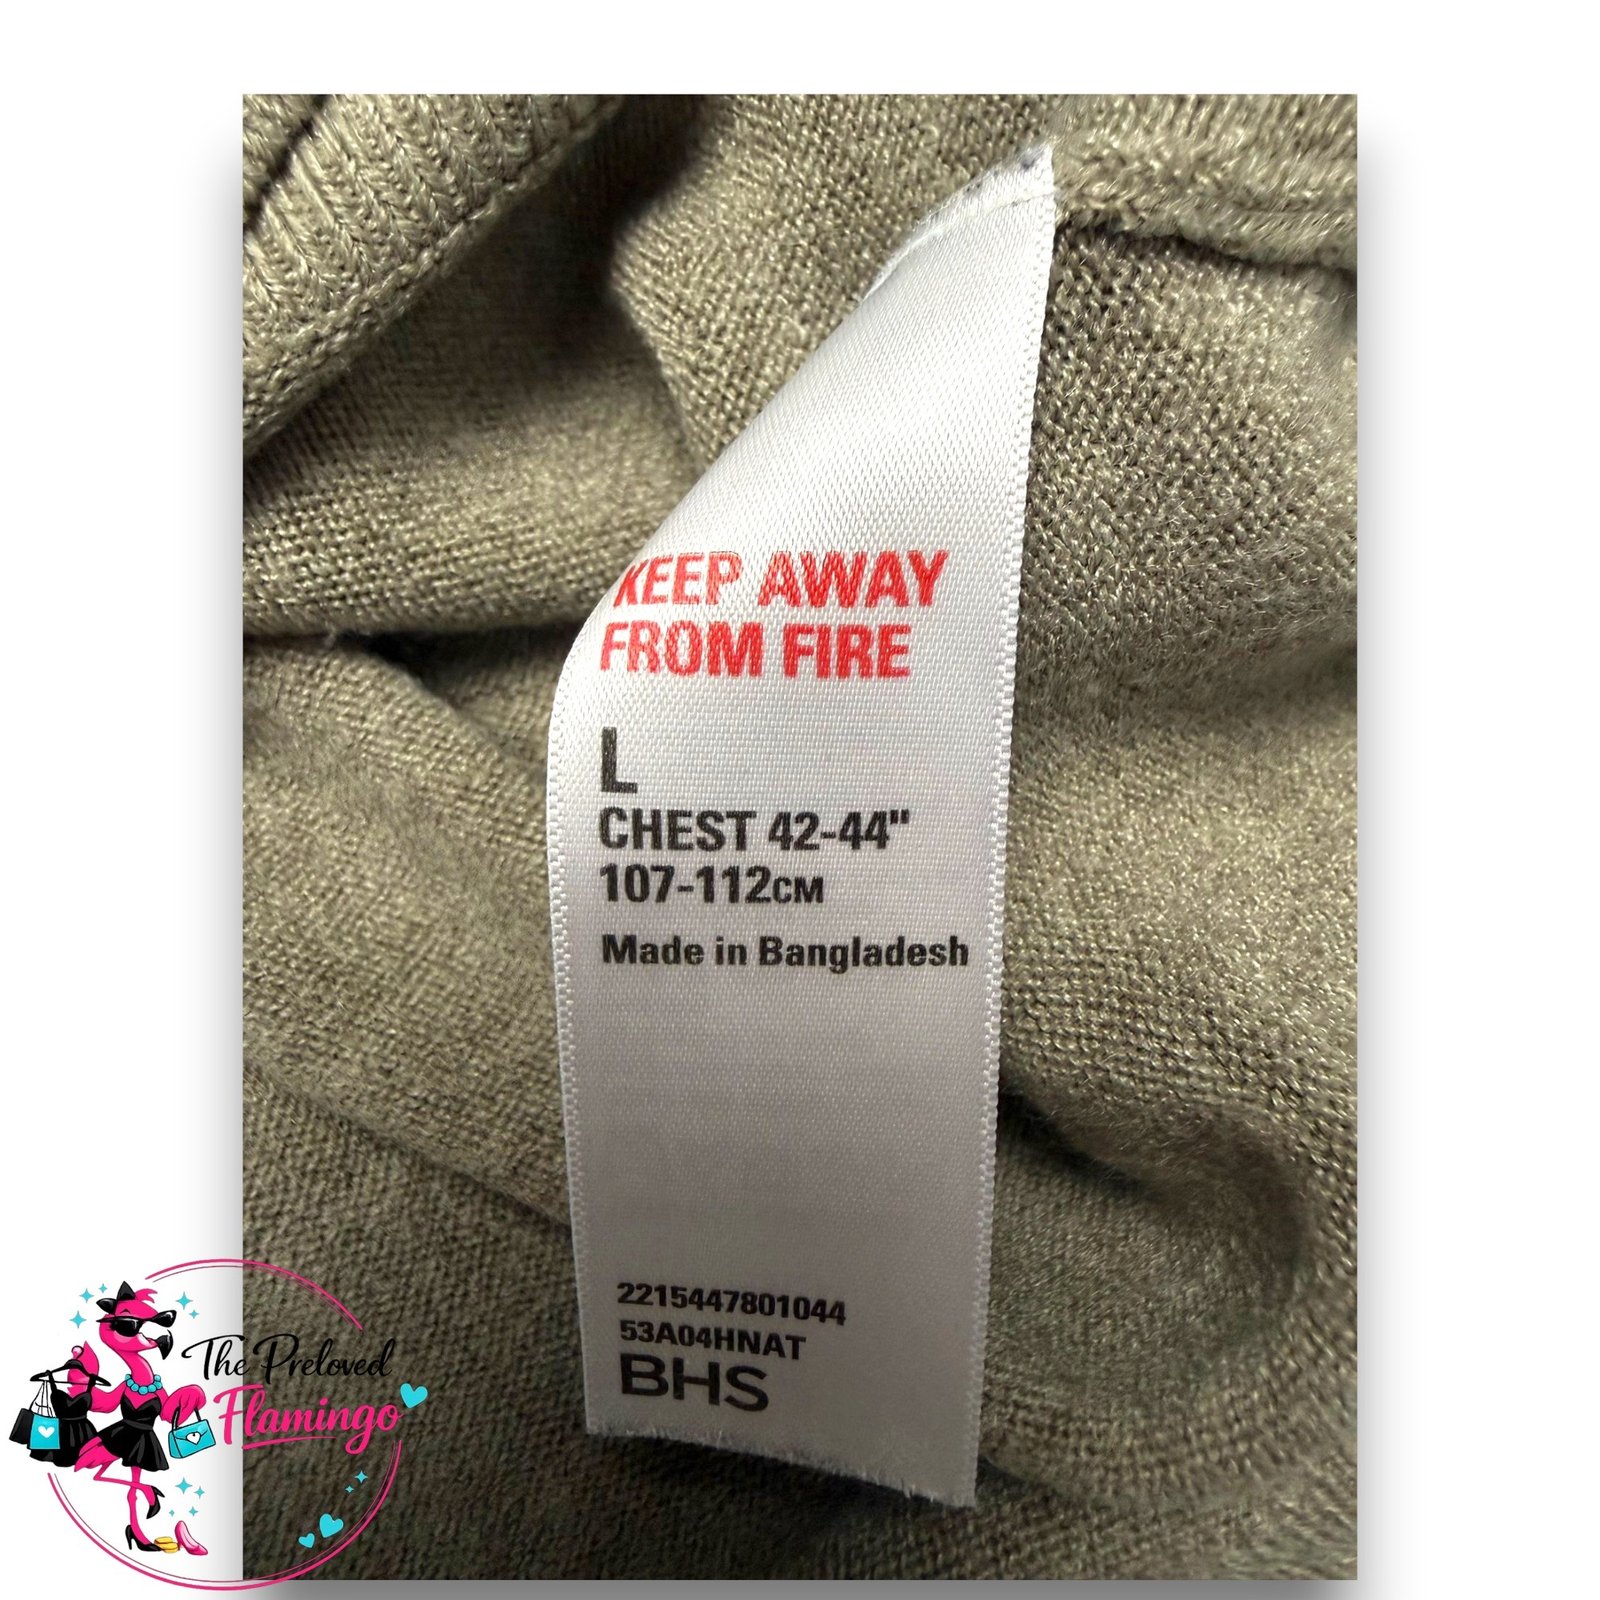 KEEP AWAY
FROM FIRE
L
CHEST 42-44"
107-112CM
Made in Bangladesh
2215447801044
53A04HNAT
BHS
The Preloved
Flamingo